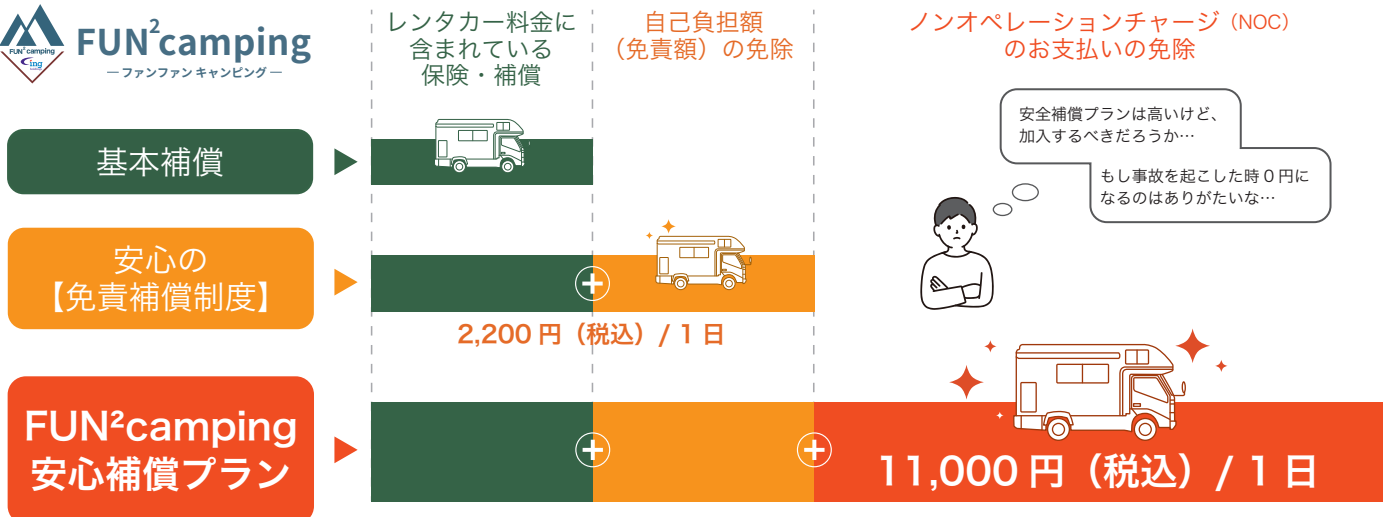 FUN² camping
Cing
FUN²camping
ーファンファン キャンピングー
レンタカー料金に
含まれている
保険・補償
自己負担額
（免責額）の免除
ノンオペレーションチャージ（NOC）
のお支払いの免除
安全補償プランは高いけど、
加入するべきだろうか…
もし事故を起こした時０円に
なるのはありがたいな…
基本補償
安心の
【免責補償制度】
+
2,200 円（税込）/ 1 日
FUN²camping
安心補償プラン
+
+
11,000 円（税込）/ 1 日